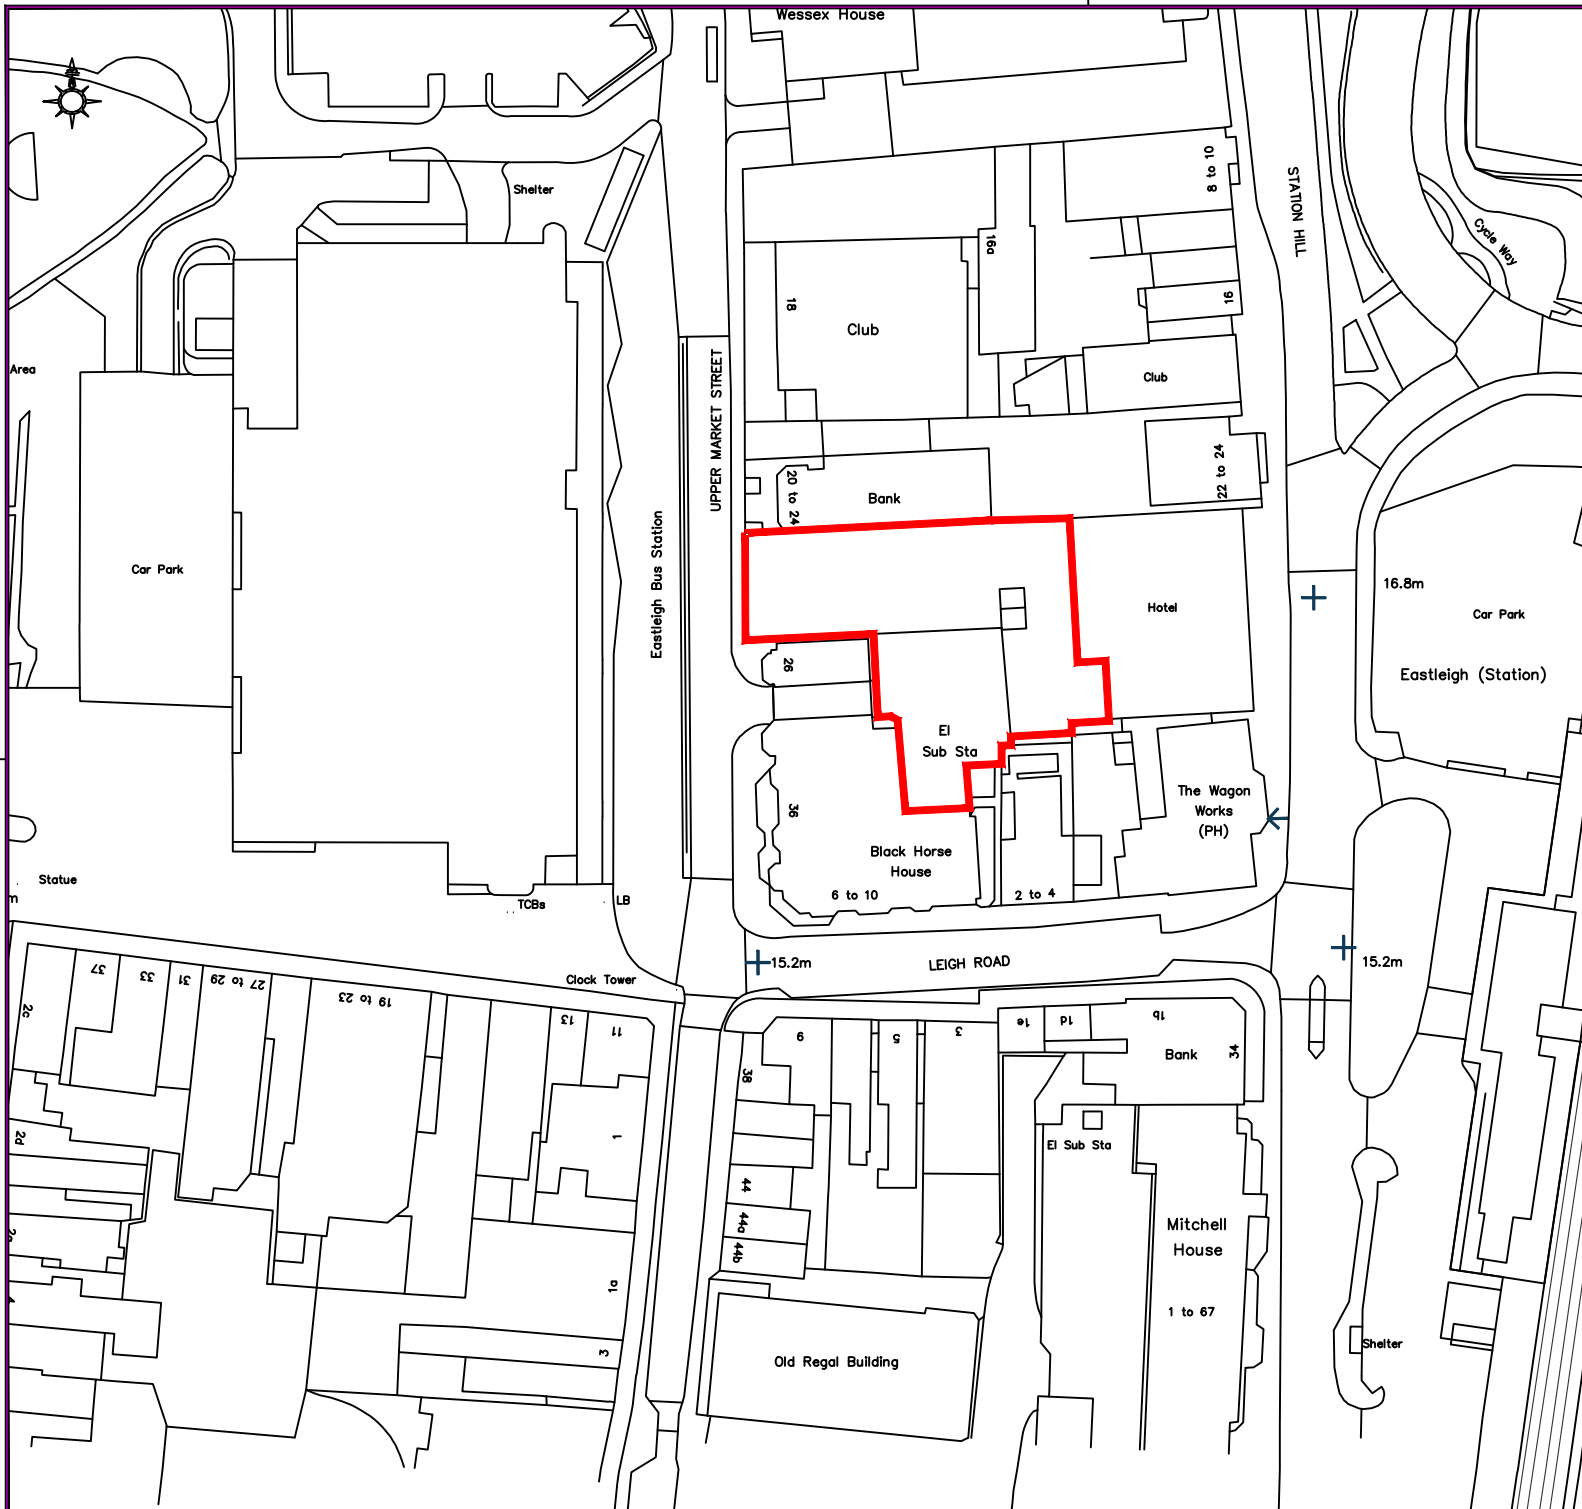 Wessex House
N
Shelter
8 to 10
STATION HILL
Cycle Way
16a
18
Club
16
UPPER MARKET STREET
Area
Club
20 to 24
Bank
22 to 24
Eastleigh Bus Station
Car Park
16.8m
Hotel
Car Park
26
Eastleigh (Station)
El
Sub Sta
36
The Wagon
Works
(PH)
Black Horse
House
Statue
6 to 10
2 to 4
TCBs
LB
m
LEIGH ROAD
15.2m
15.2m
Clock Tower
37
33
31
27 to 29
19 to 23
2c
13
11
9
5
3
1e
1d
1b
Bank
34
38
2d
1
El Sub Sta
44
44a
44b
Mitchell
House
1a
1 to 67
3
Shelter
Old Regal Building